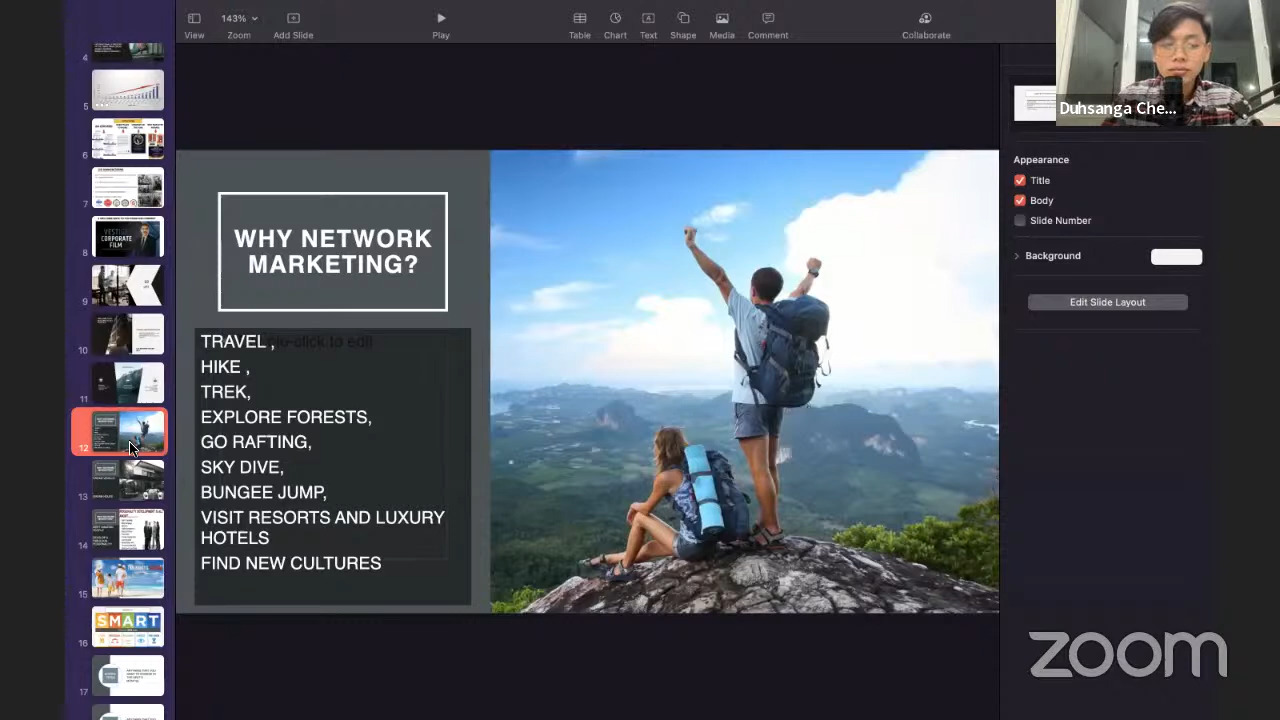 143%
View
Zoom
Add Slide
Play
Table
Chart
Text
Shape
Media
Comment
Collaborate
Duhsanga Che...
4
5
6
7
8
VESTIGE
CORPORATE
FILM
9
10
11
12
13
14
15
16
SMART
17
WHY NETWORK
MARKETING?
TRAVEL ,
HIKE ,
TREK,
EXPLORE FORESTS,
GO RAFTING,
SKY DIVE,
BUNGEE JUMP,
VISIT RESORTS AND LUXURY
HOTELS
FIND NEW CULTURES
Appearance
Title
Body
Slide Number
Background
Edit Slide Layout
zoom